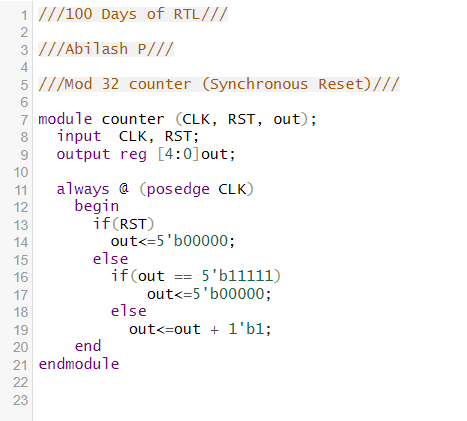 1 ///100 Days of RTL///
2
3 ///Abilash P///
4
5 ///Mod 32 counter (Synchronous Reset)///
6
7 module counter (CLK, RST, out);
8   input  CLK, RST;
9   output reg [4:0]out;
10
11   always @ (posedge CLK)
12     begin
13       if(RST)
14         out<=5'b00000;
15       else
16         if(out == 5'b11111)
17             out<=5'b00000;
18         else
19           out<=out + 1'b1;
20     end
21 endmodule
22
23